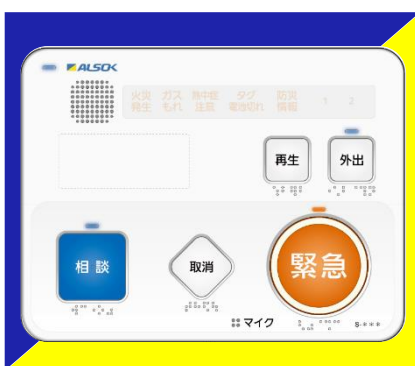 ALSOK
火災発生 ガスもれ 熱中症注意 タグ電池切れ 防災情報 1 2
再生 外出
相談 取消 緊急
マイク